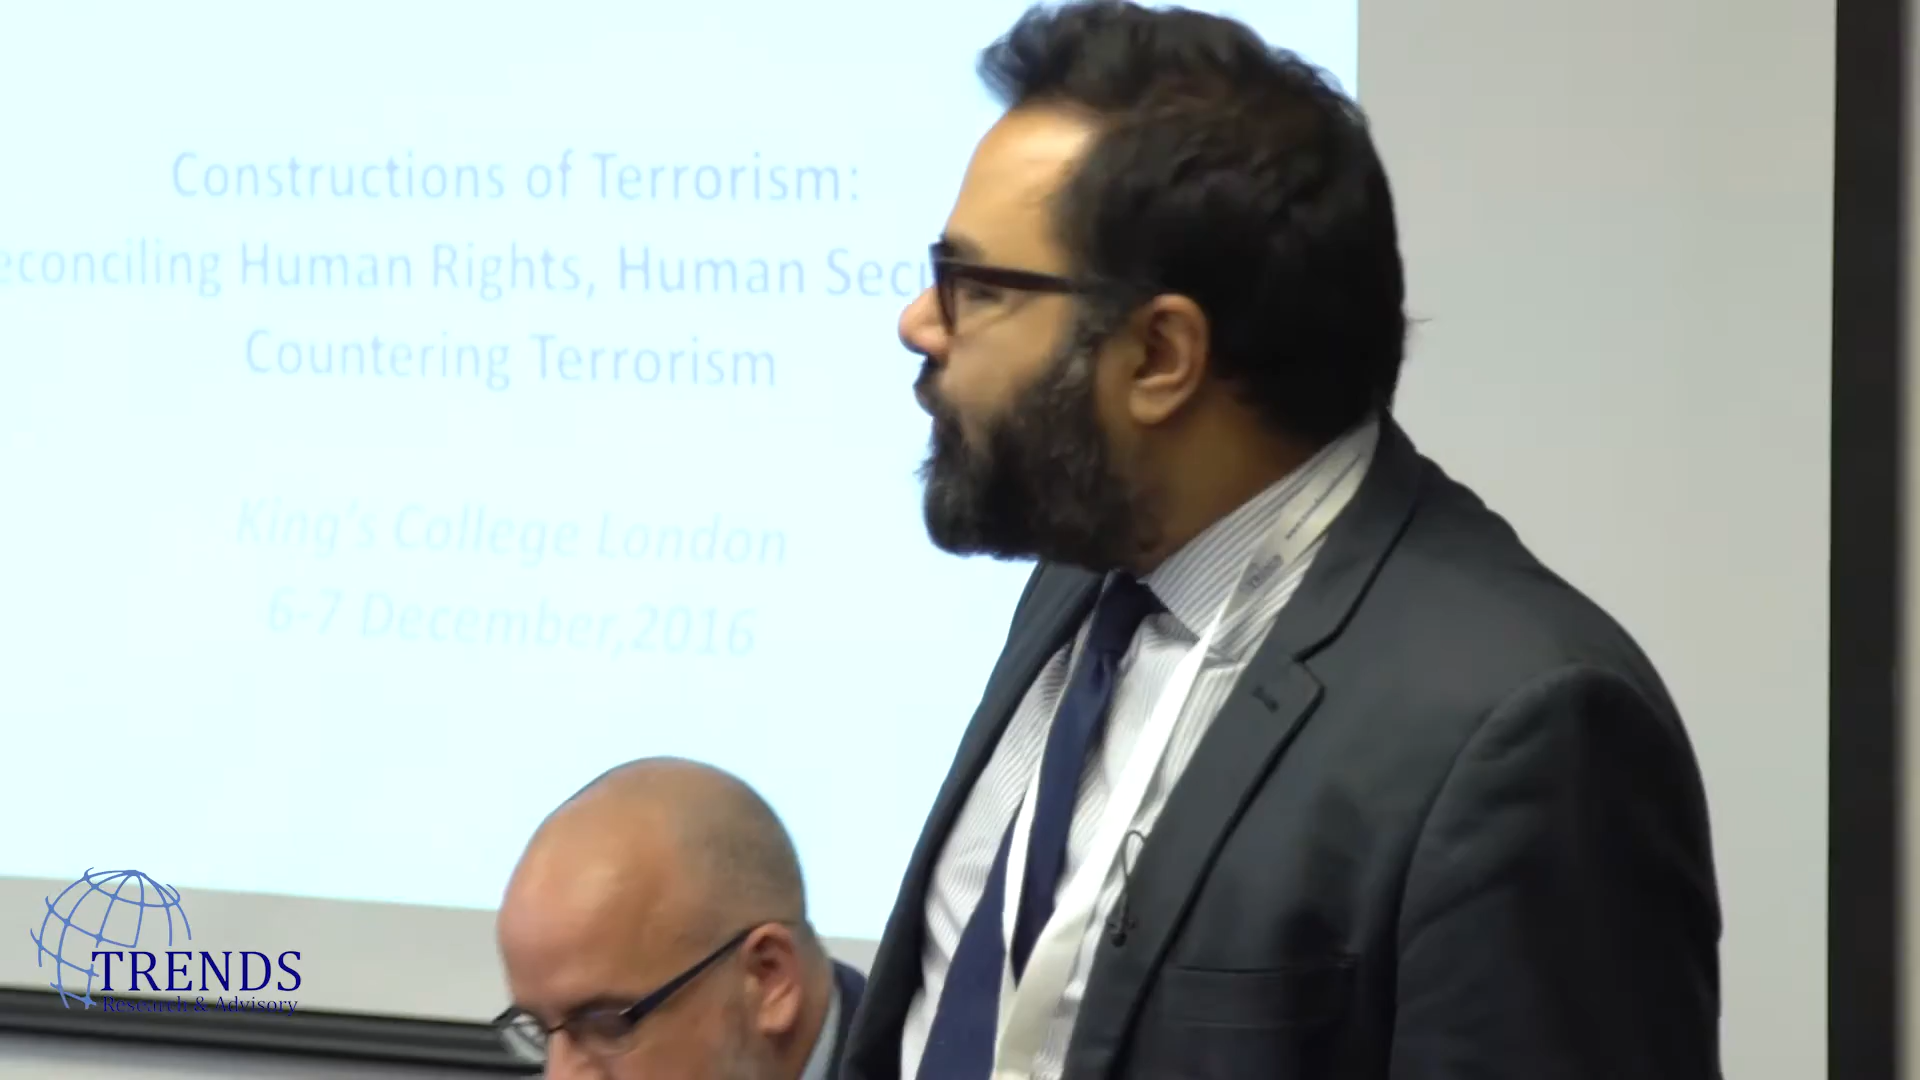 Constructions of Terrorism:
econciling Human Rights, Human Secu
Countering Terrorism
King's College London
6-7 December,2016
TRENDS
Research & Advisory